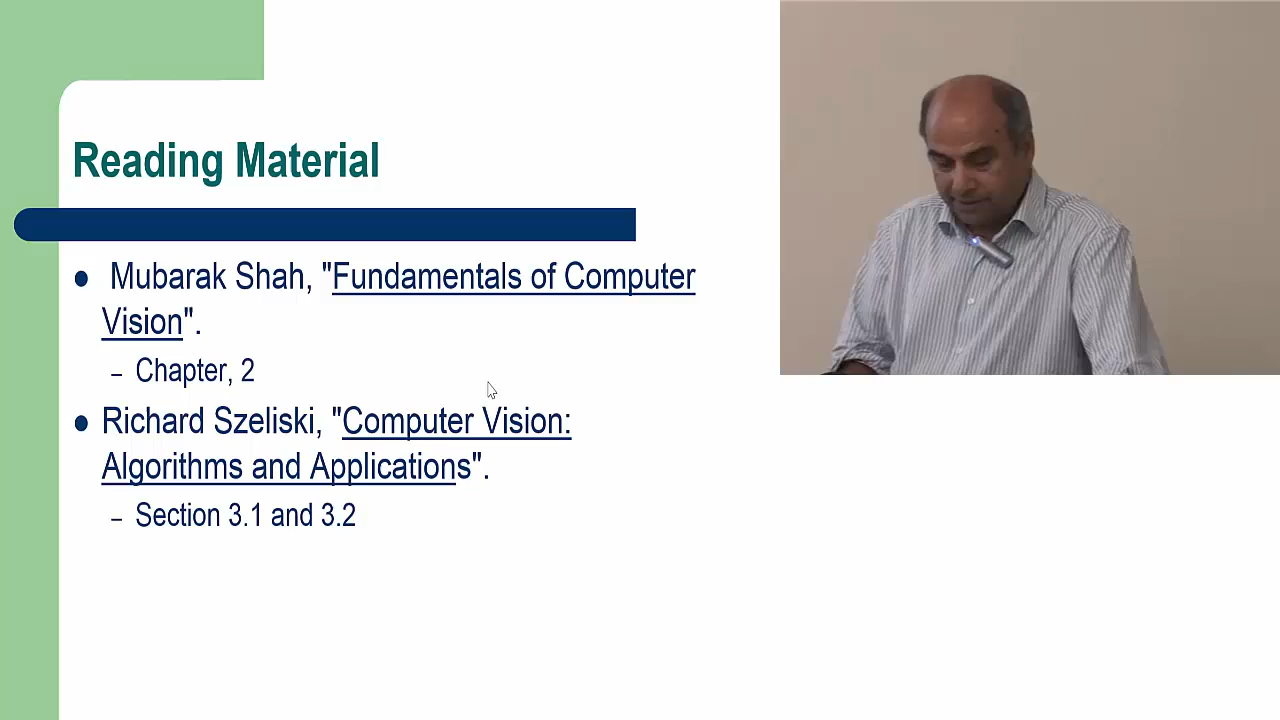 Reading Material
● Mubarak Shah, "Fundamentals of Computer
Vision".
– Chapter, 2
● Richard Szeliski, "Computer Vision:
Algorithms and Applications".
– Section 3.1 and 3.2